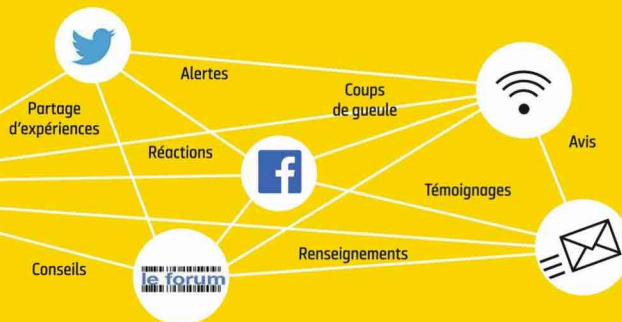 Alertes
Coups
de gueule
Partage
d'expériences
Avis
Réactions
Témoignages
Renseignements
Conseils
le forum